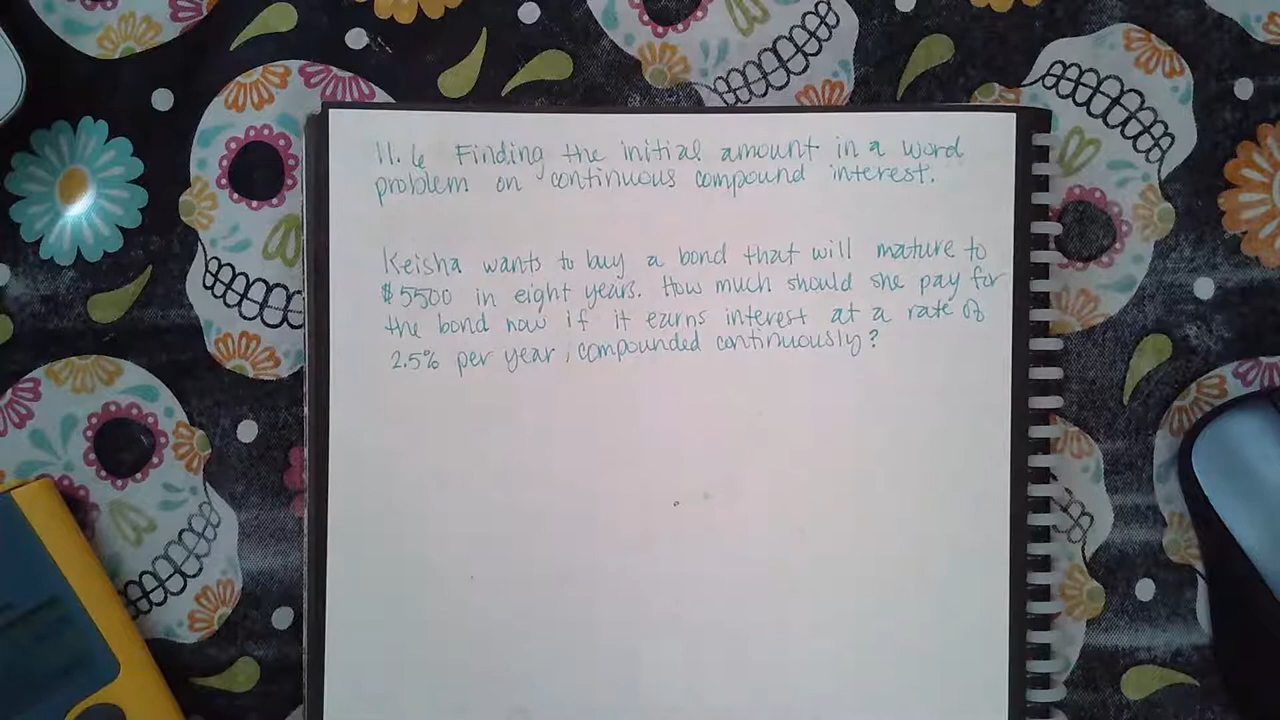 11.6 Finding the initial amount in a word
problem on continuous compound interest.
Keisha wants to buy a bond that will mature to
$5500 in eight years. How much should she pay for
the bond now if it earns interest at a rate of
2.5% per year, compounded continuously?